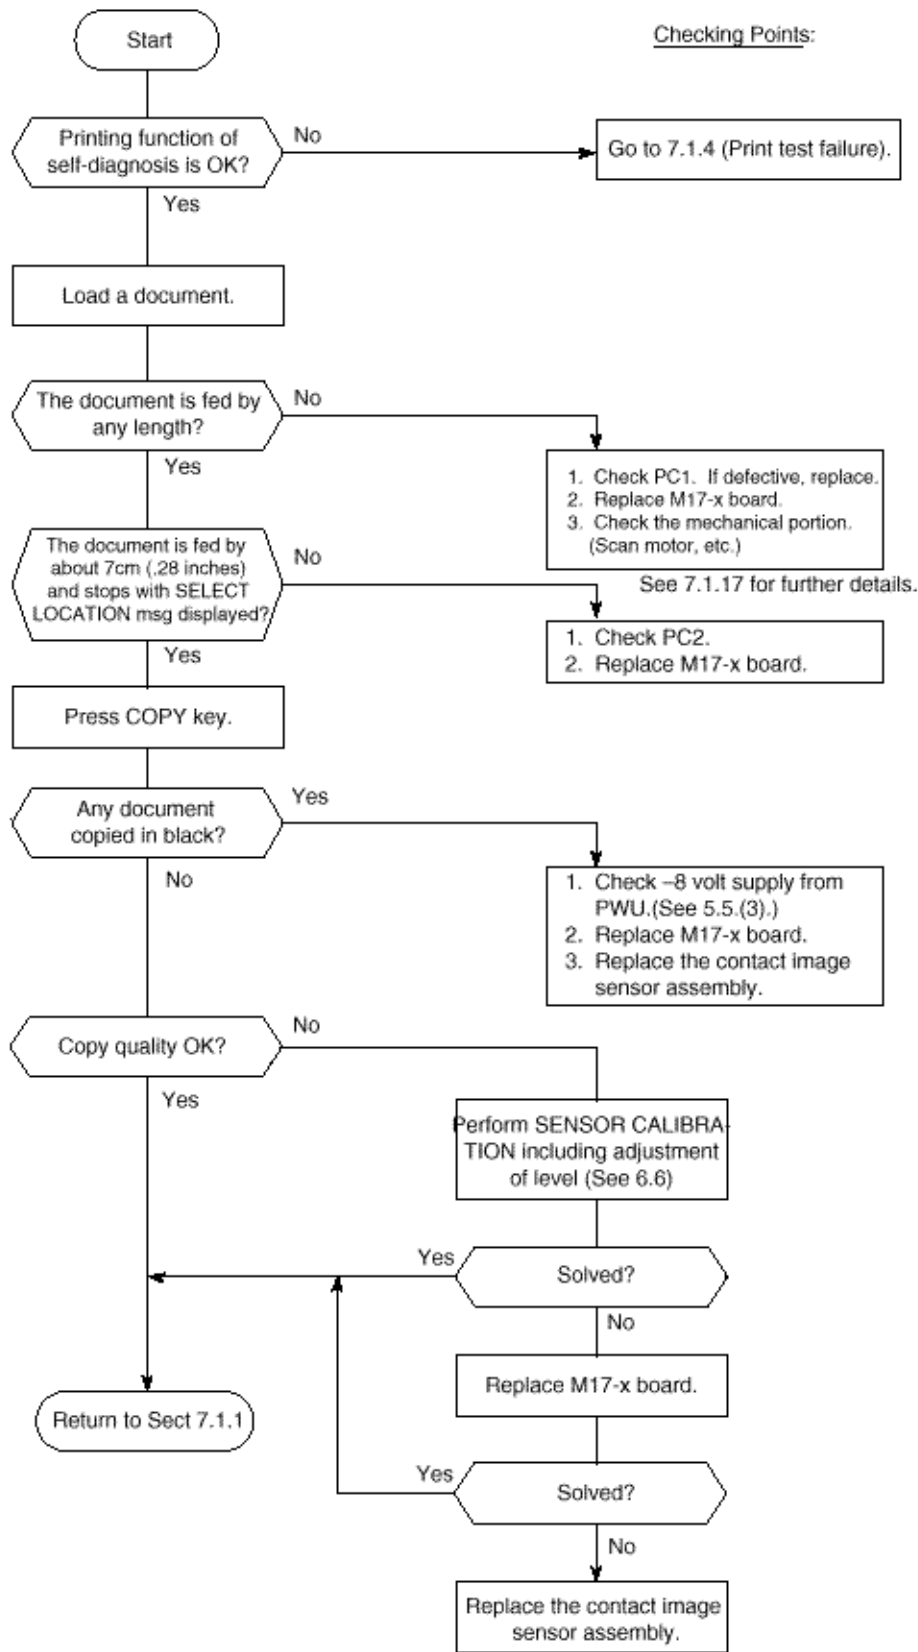 Start
Checking Points:
Printing function of
self-diagnosis is OK?
No
Go to 7.1.4 (Print test failure).
Yes
Load a document.
The document is fed by
any length?
No
Yes
1. Check PC1. If defective, replace.
2. Replace M17-x board.
3. Check the mechanical portion.
(Scan motor, etc.)
See 7.1.17 for further details.
The document is fed by
about 7cm (.28 inches)
and stops with SELECT
LOCATION msg displayed?
No
Yes
1. Check PC2.
2. Replace M17-x board.
Press COPY key.
Any document
copied in black?
Yes
No
1. Check –8 volt supply from
PWU.(See 5.5.(3).)
2. Replace M17-x board.
3. Replace the contact image
sensor assembly.
Copy quality OK?
No
Yes
Perform SENSOR CALIBRA-
TION including adjustment
of level (See 6.6)
Yes
Solved?
No
Replace M17-x board.
Return to Sect 7.1.1
Yes
Solved?
No
Replace the contact image
sensor assembly.